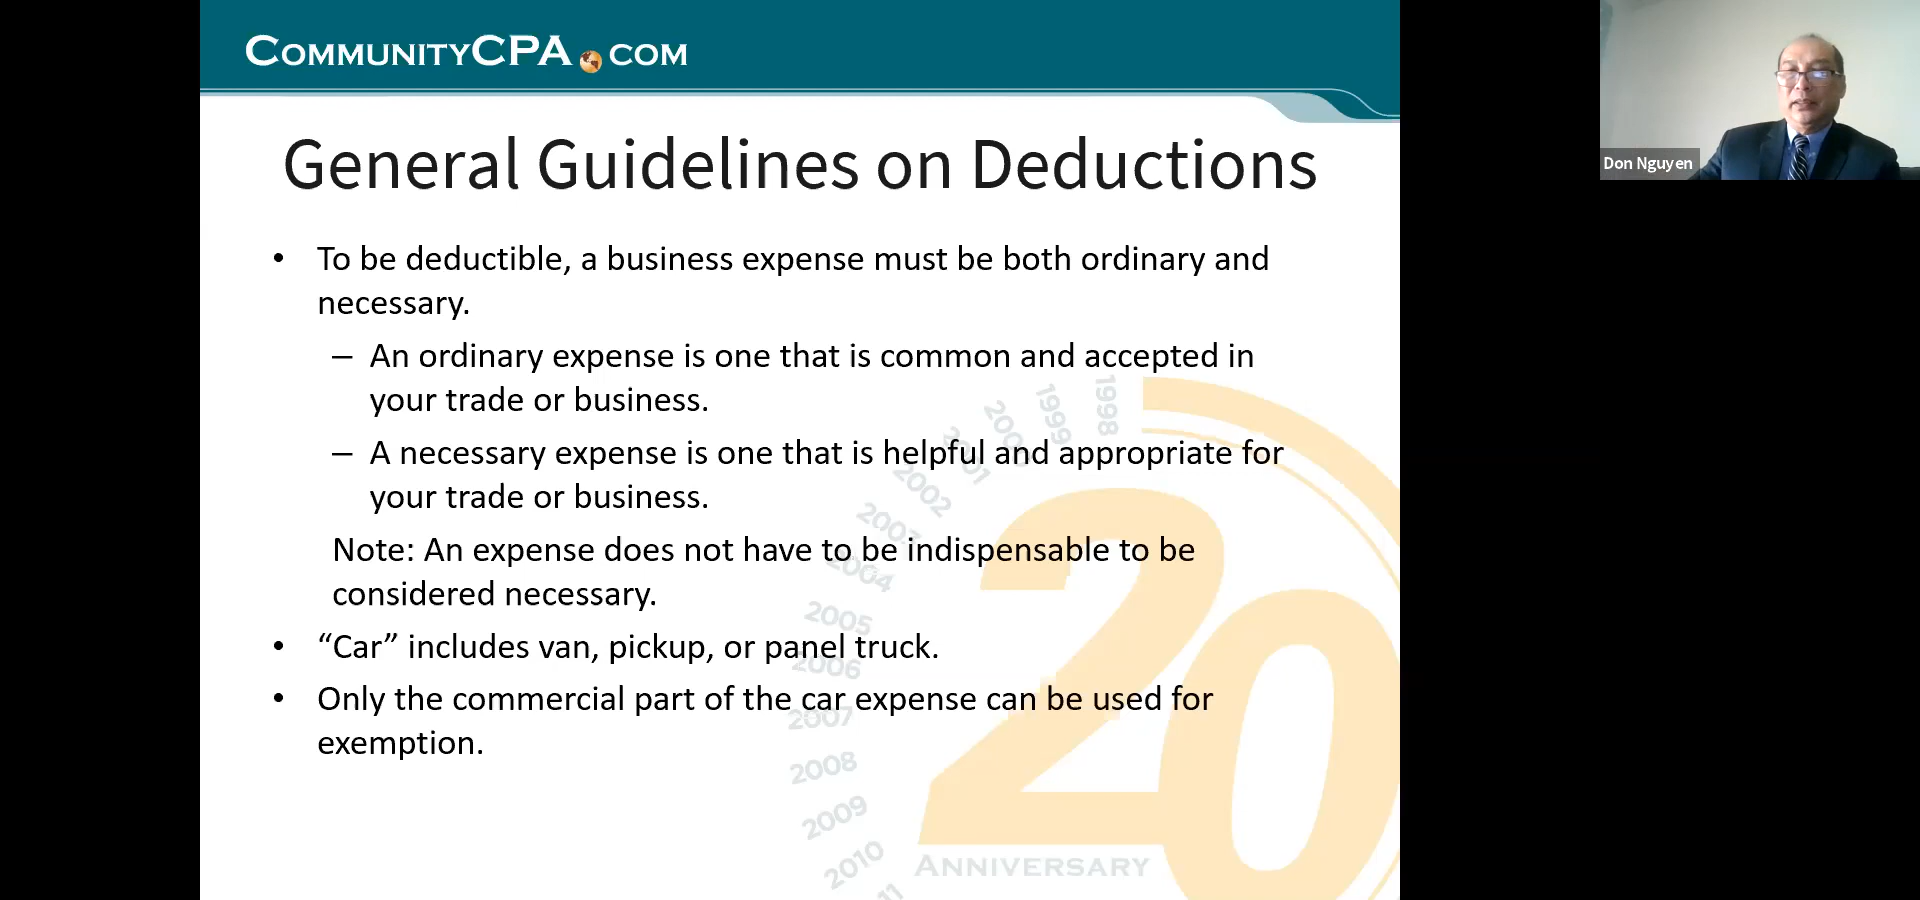 COMMUNITYCPA.COM
General Guidelines on Deductions
• To be deductible, a business expense must be both ordinary and
necessary.
– An ordinary expense is one that is common and accepted in
your trade or business.
– A necessary expense is one that is helpful and appropriate for
your trade or business.
Note: An expense does not have to be indispensable to be
considered necessary.
• “Car” includes van, pickup, or panel truck.
• Only the commercial part of the car expense can be used for
exemption.
1998
1999
2001
2002
2004
2005
2006
2007
2008
2009
2010
11
20
ANNIVERSARY
Don Nguyen